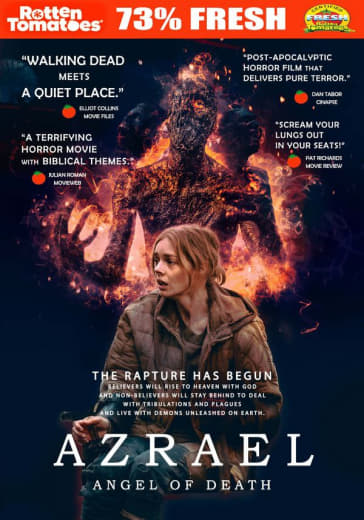 Rotten Tomatoes®
73% FRESH
CERTIFIED
FRESH
Rotten
Tomatoes
"WALKING DEAD
MEETS
A QUIET PLACE."
ELLIOT COLLINS
MOVIE FILES
"POST-APOCALYPTIC
HORROR FILM THAT
DELIVERS PURE TERROR."
DAN TABOR
CINAPSE
"A TERRIFYING
HORROR MOVIE
WITH BIBLICAL THEMES."
JULIAN ROMAN
MOVIEWEB
"SCREAM YOUR
LUNGS OUT
IN YOUR SEATS!"
PAT RICHARDS
MOVIE REVIEW
THE RAPTURE HAS BEGUN
BELIEVERS WILL RISE TO HEAVEN WITH GOD
AND NON-BELIEVERS WILL STAY BEHIND TO DEAL
WITH TRIBULATIONS AND PLAGUES
AND LIVE WITH DEMONS UNLEASHED ON EARTH.
AZRAEL
ANGEL OF DEATH